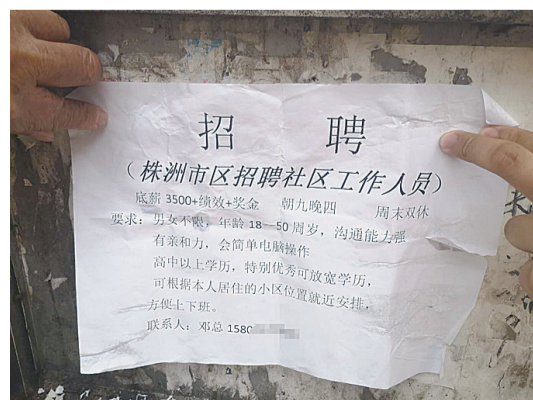 招 聘
（株洲市区招聘社区工作人员）
底薪 3500+绩效+奖金 朝九晚四 周末双休
要求：男女不限，年龄 18—50 周岁，沟通能力强
有亲和力，会简单电脑操作
高中以上学历，特别优秀可放宽学历，
可根据本人居住的小区位置就近安排，
方便上下班。
联系人：邓总 1580